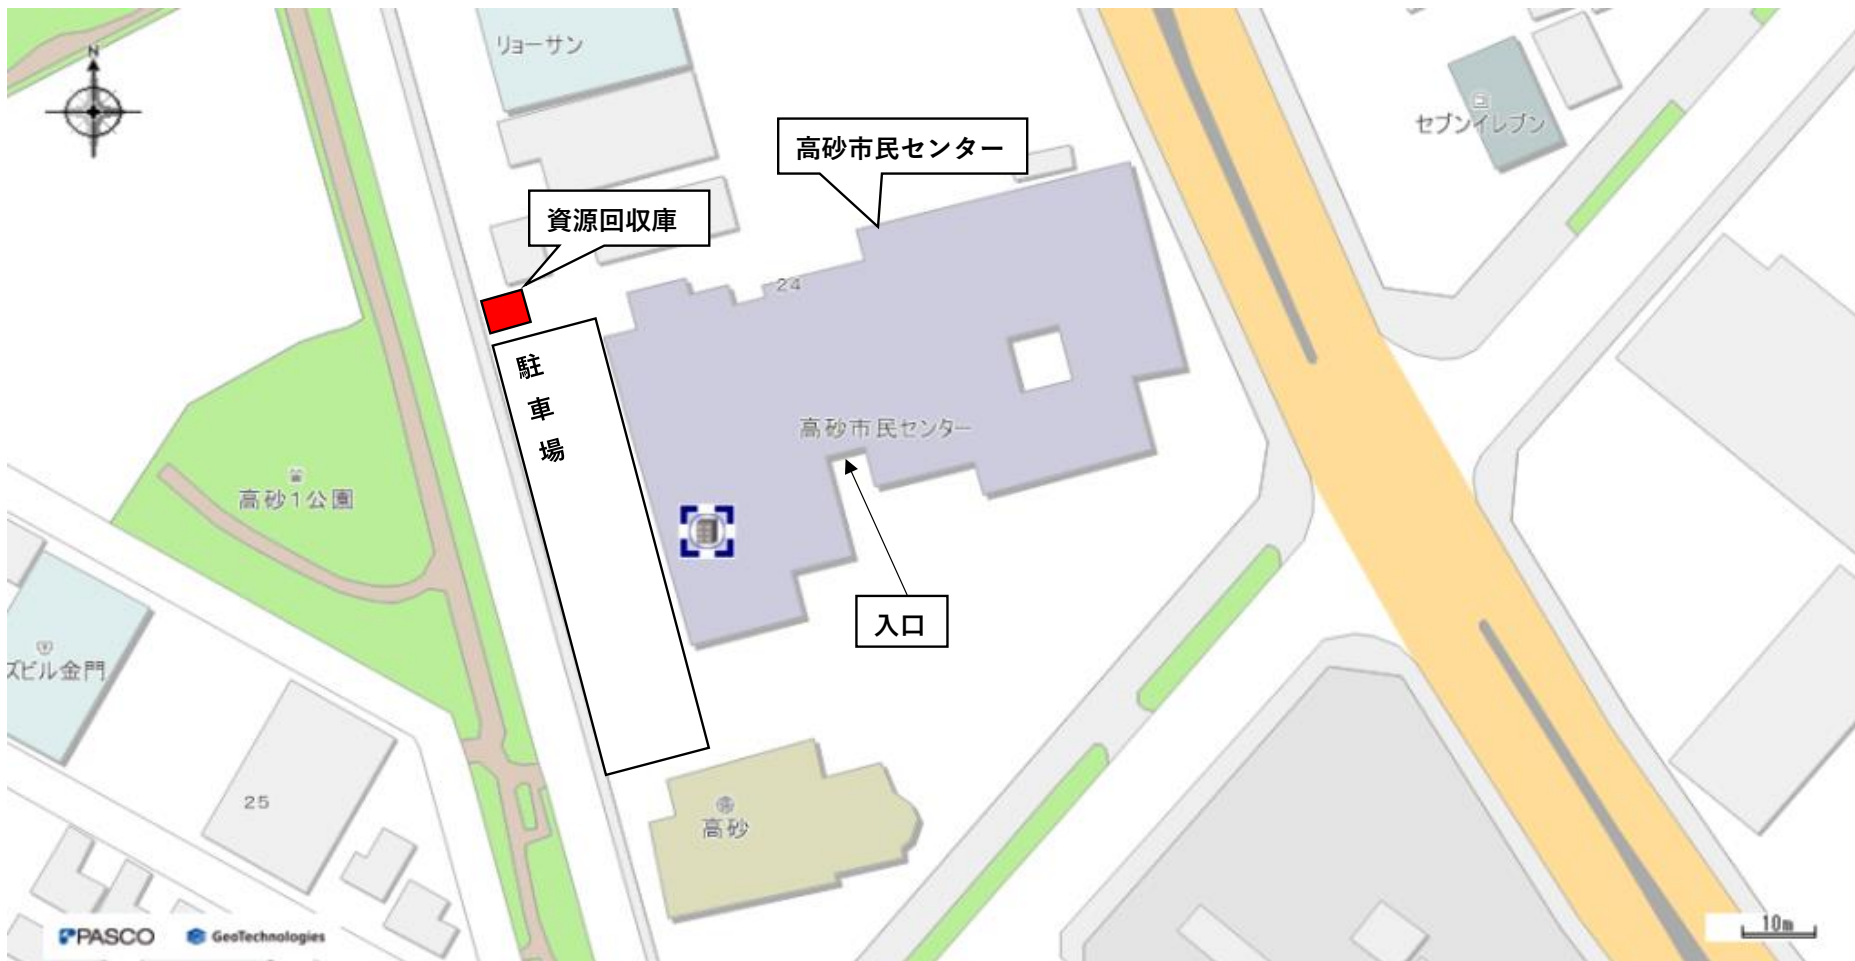 リョーサン
N
セブンイレブン
高砂市民センター
資源回収庫
24
駐
車
場
高砂市民センター
高砂1公園
入口
ズビル金門
25
高砂
PASCO
GeoTechnologies
10m